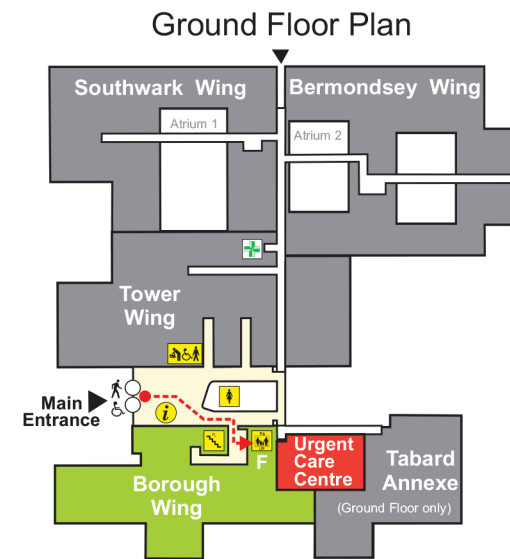 Ground Floor Plan
Southwark Wing
Bermondsey Wing
Atrium 1
Atrium 2
Tower
Wing
Main
Entrance
i
F
Urgent
Care
Centre
Borough
Wing
Tabard
Annexe
(Ground Floor only)